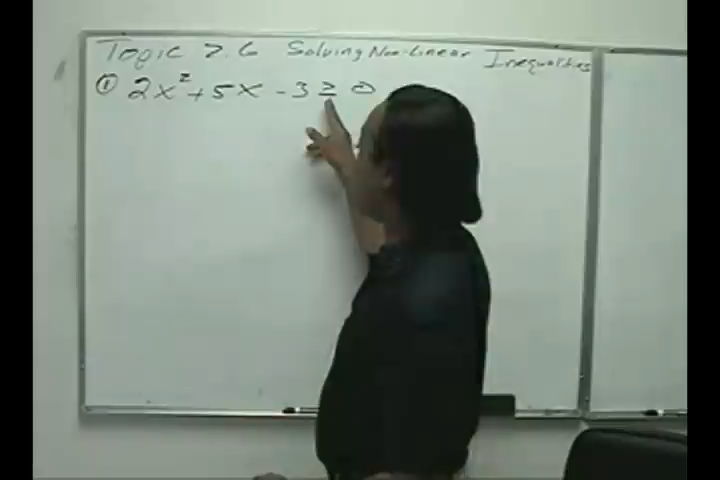 Topic 7.6 Solving Non-Linear Inequalities
① 2x² + 5x - 3 ≥ 0